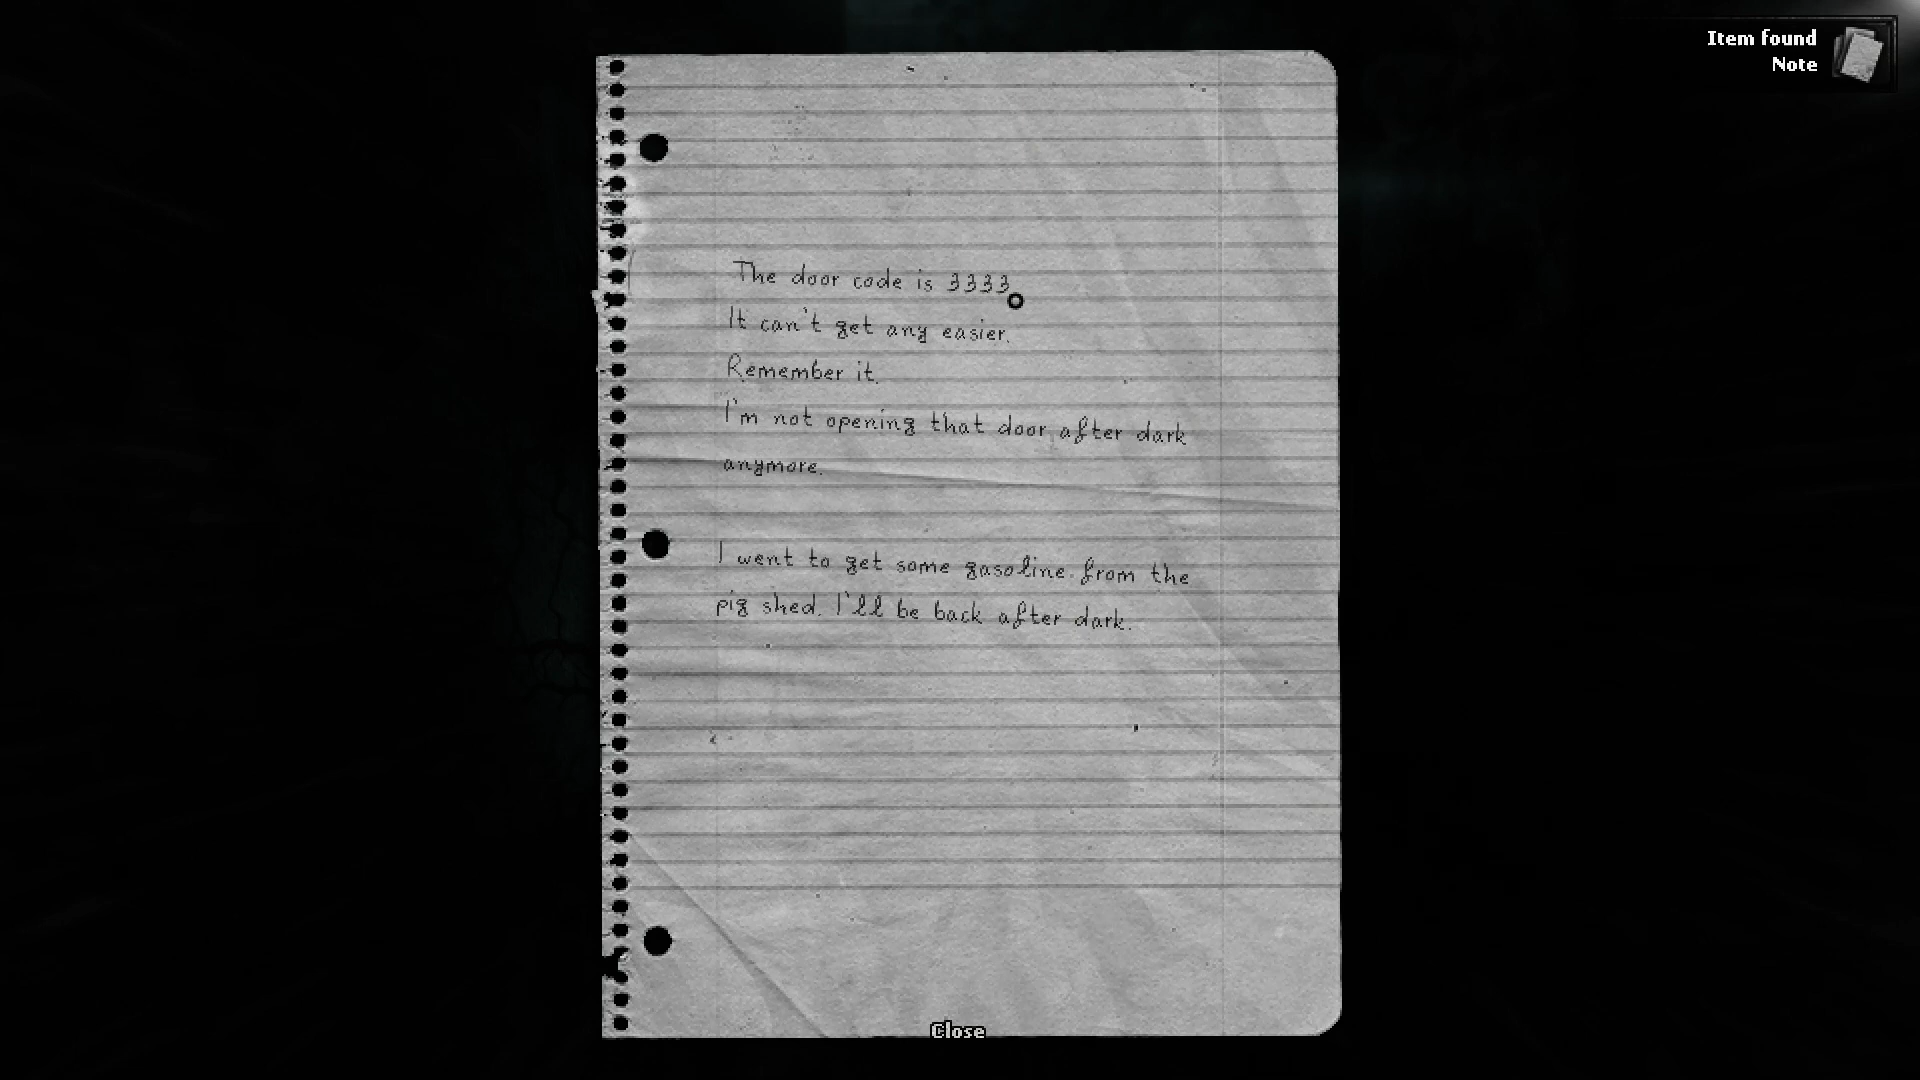 Item found
Note
The door code is 3333
It can't get any easier.
Remember it.
I'm not opening that door after dark
anymore.
I went to get some gasoline from the
pig shed. I'll be back after dark.
Close